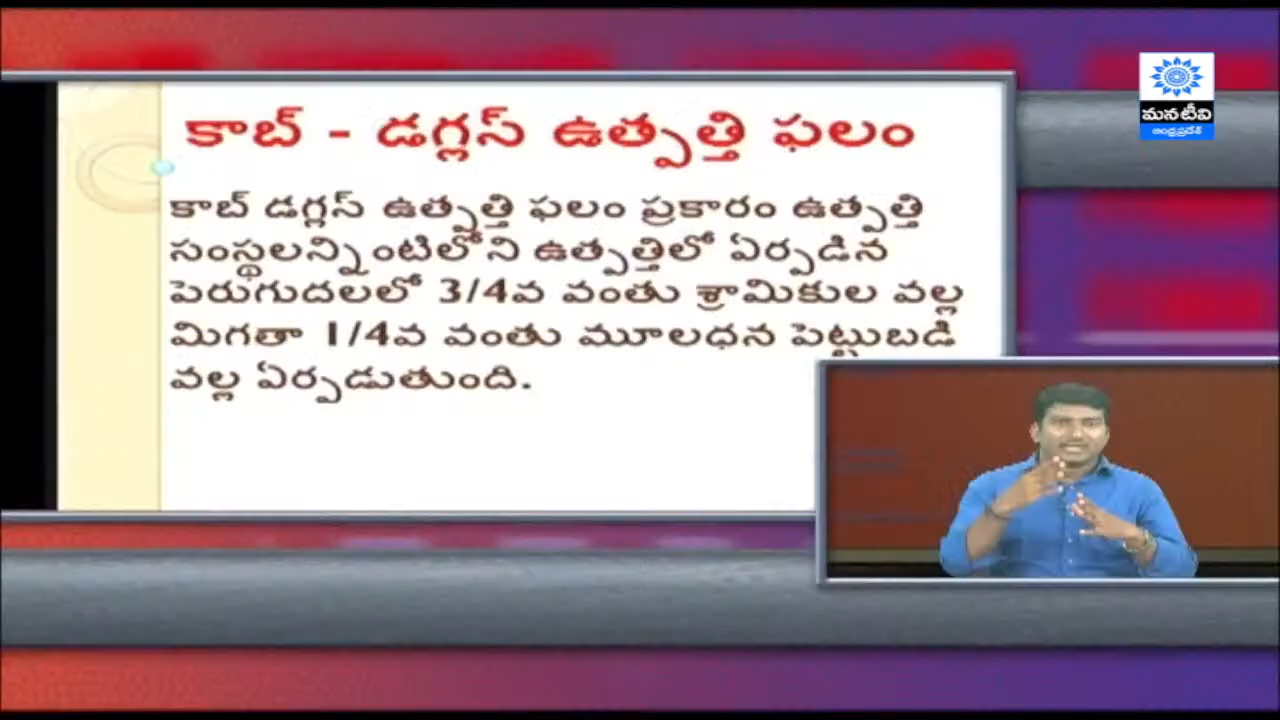 కాబ్ - డగ్లస్ ఉత్పత్తి ఫలం
కాబ్ డగ్లస్ ఉత్పత్తి ఫలం ప్రకారం ఉత్పత్తి
సంస్థలన్నింటిలోని ఉత్పత్తిలో ఏర్పడిన
పెరుగుదలలో 3/4వ వంతు శ్రామికుల వల్ల
మిగతా 1/4వ వంతు మూలధన పెట్టుబడి
వల్ల ఏర్పడుతుంది.
మనటీవి
ఆంధ్రప్రదేశ్